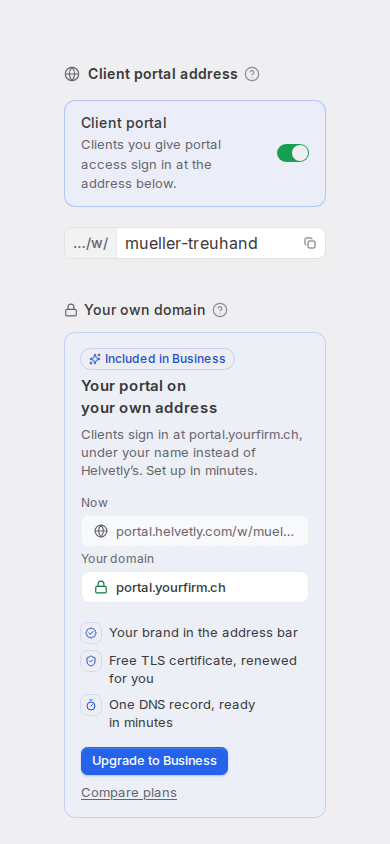 Client portal address
Client portal
Clients you give portal
access sign in at the
address below.
.../w/ mueller-treuhand
Your own domain
Included in Business
Your portal on
your own address
Clients sign in at portal.yourfirm.ch,
under your name instead of
Helvetly's. Set up in minutes.
Now
portal.helvetly.com/w/muel...
Your domain
portal.yourfirm.ch
Your brand in the address bar
Free TLS certificate, renewed
for you
One DNS record, ready
in minutes
Upgrade to Business
Compare plans